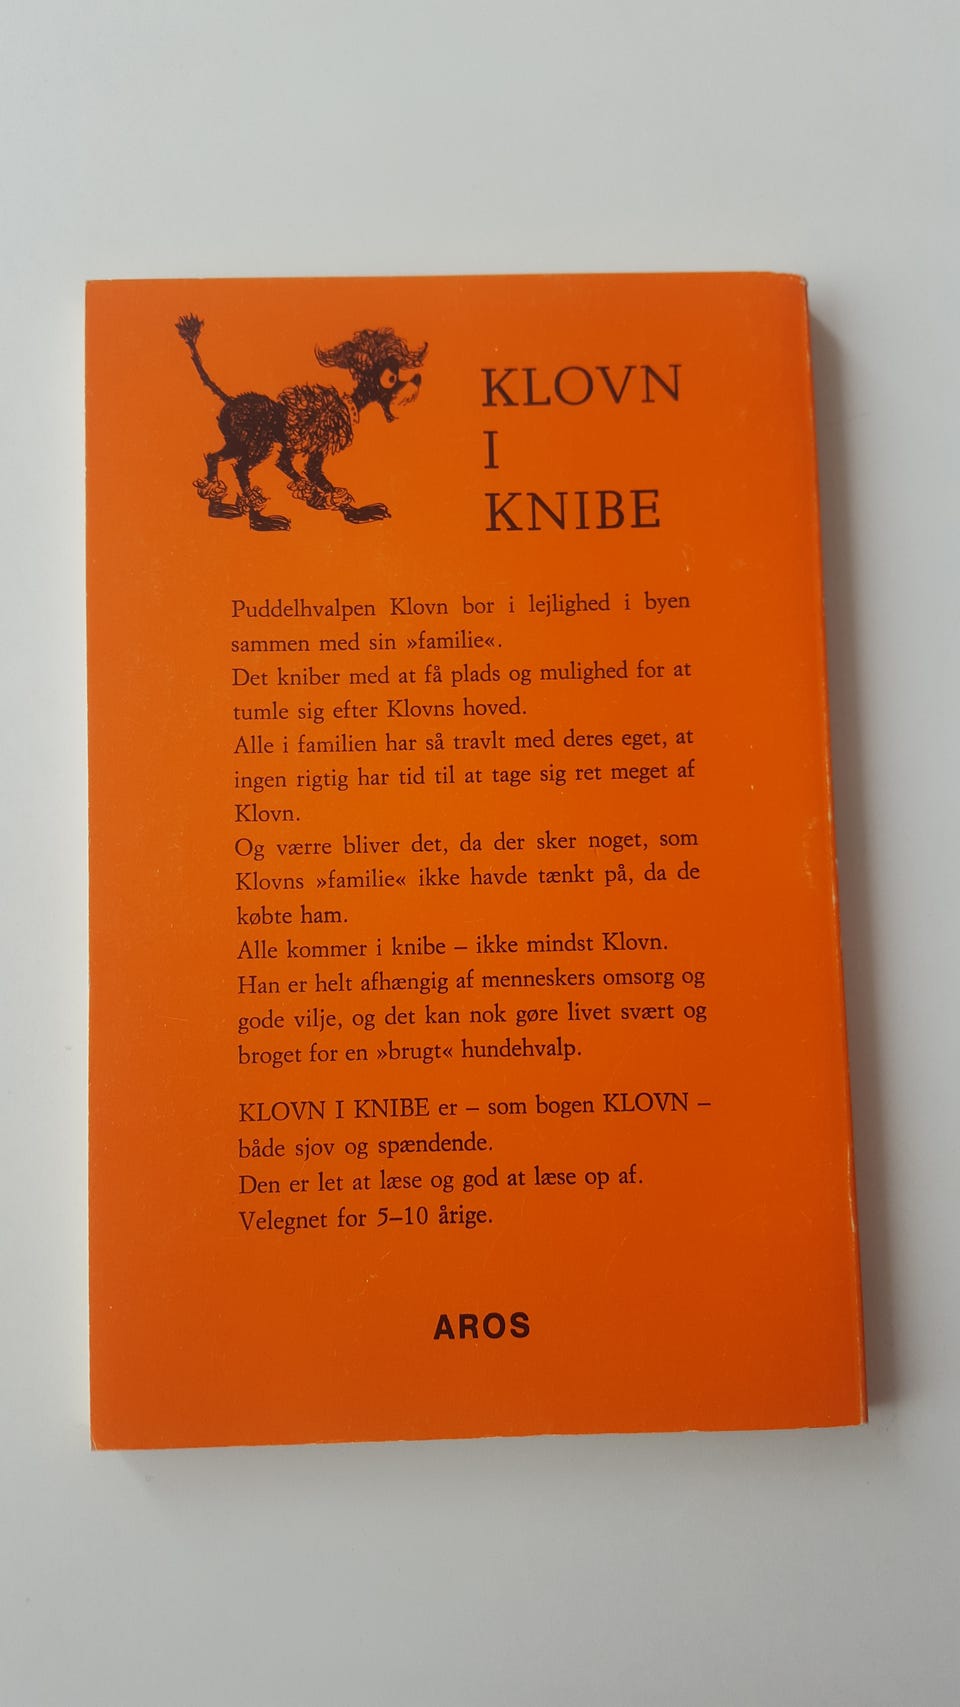 KLOVN
I
KNIBE
Puddelhvalpen Klovn bor i lejlighed i byen
sammen med sin »familie«.
Det kniber med at få plads og mulighed for at
tumle sig efter Klovns hoved.
Alle i familien har så travlt med deres eget, at
ingen rigtig har tid til at tage sig ret meget af
Klovn.
Og værre bliver det, da der sker noget, som
Klovns »familie« ikke havde tænkt på, da de
købte ham.
Alle kommer i knibe – ikke mindst Klovn.
Han er helt afhængig af menneskers omsorg og
gode vilje, og det kan nok gøre livet svært og
broget for en »brugt« hundehvalp.
KLOVN I KNIBE er – som bogen KLOVN –
både sjov og spændende.
Den er let at læse og god at læse op af.
Velegnet for 5–10 årige.
AROS